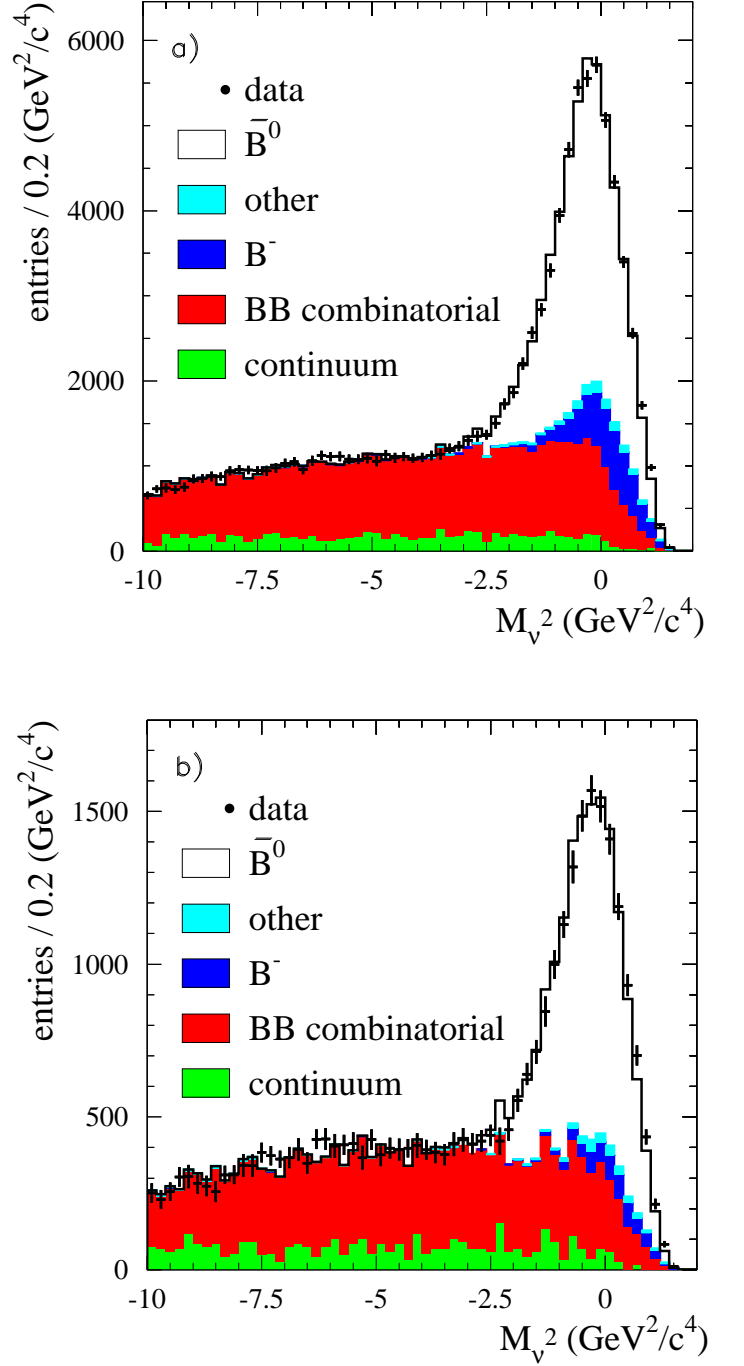 a)
entries / 0.2 (GeV²/c⁴)
6000
4000
2000
0
data
B̅⁰
other
B⁻
BB combinatorial
continuum
-10 -7.5 -5 -2.5 0
Mᵥ² (GeV²/c⁴)
b)
entries / 0.2 (GeV²/c⁴)
1500
1000
500
0
data
B̅⁰
other
B⁻
BB combinatorial
continuum
-10 -7.5 -5 -2.5 0
Mᵥ² (GeV²/c⁴)